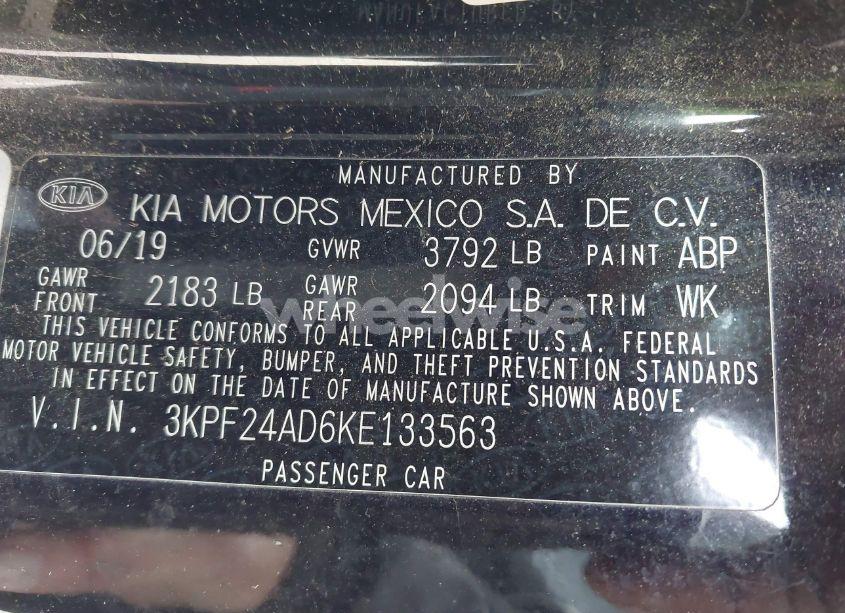 MANUFACTURED BY
KIA KIA MOTORS MEXICO S.A. DE C.V.
06/19 GVWR 3792 LB PAINT ABP
GAWR FRONT 2183 LB GAWR REAR 2094 LB TRIM WK
THIS VEHICLE CONFORMS TO ALL APPLICABLE U.S.A. FEDERAL
MOTOR VEHICLE SAFETY, BUMPER, AND THEFT PREVENTION STANDARDS
IN EFFECT ON THE DATE OF MANUFACTURE SHOWN ABOVE.
V.I.N. 3KPF24AD6KE133563
PASSENGER CAR
wheelwise